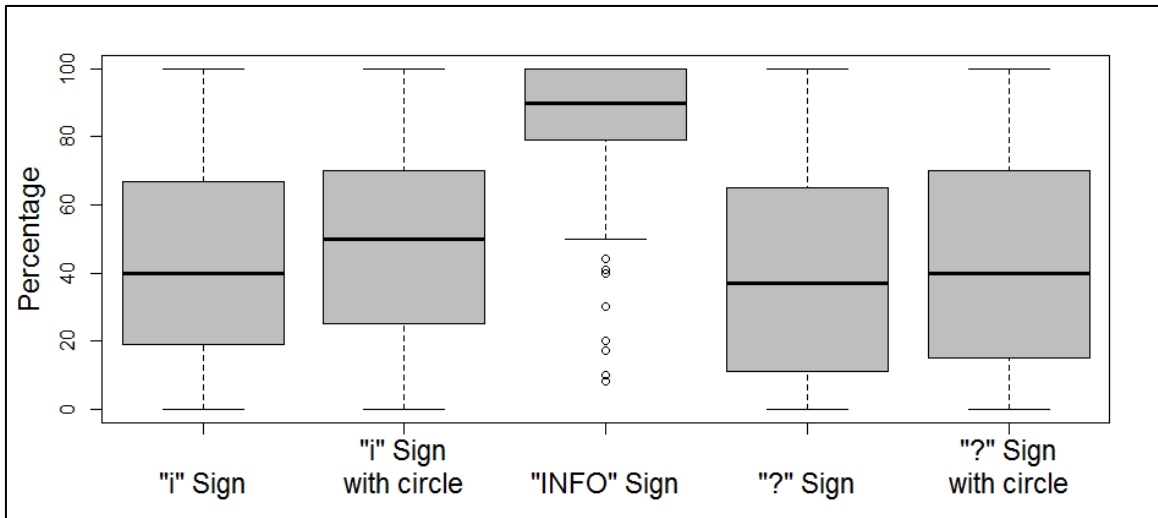 Percentage
100
80
60
40
20
0
"i" Sign
"i" Sign
with circle
"INFO" Sign
"?" Sign
"?" Sign
with circle